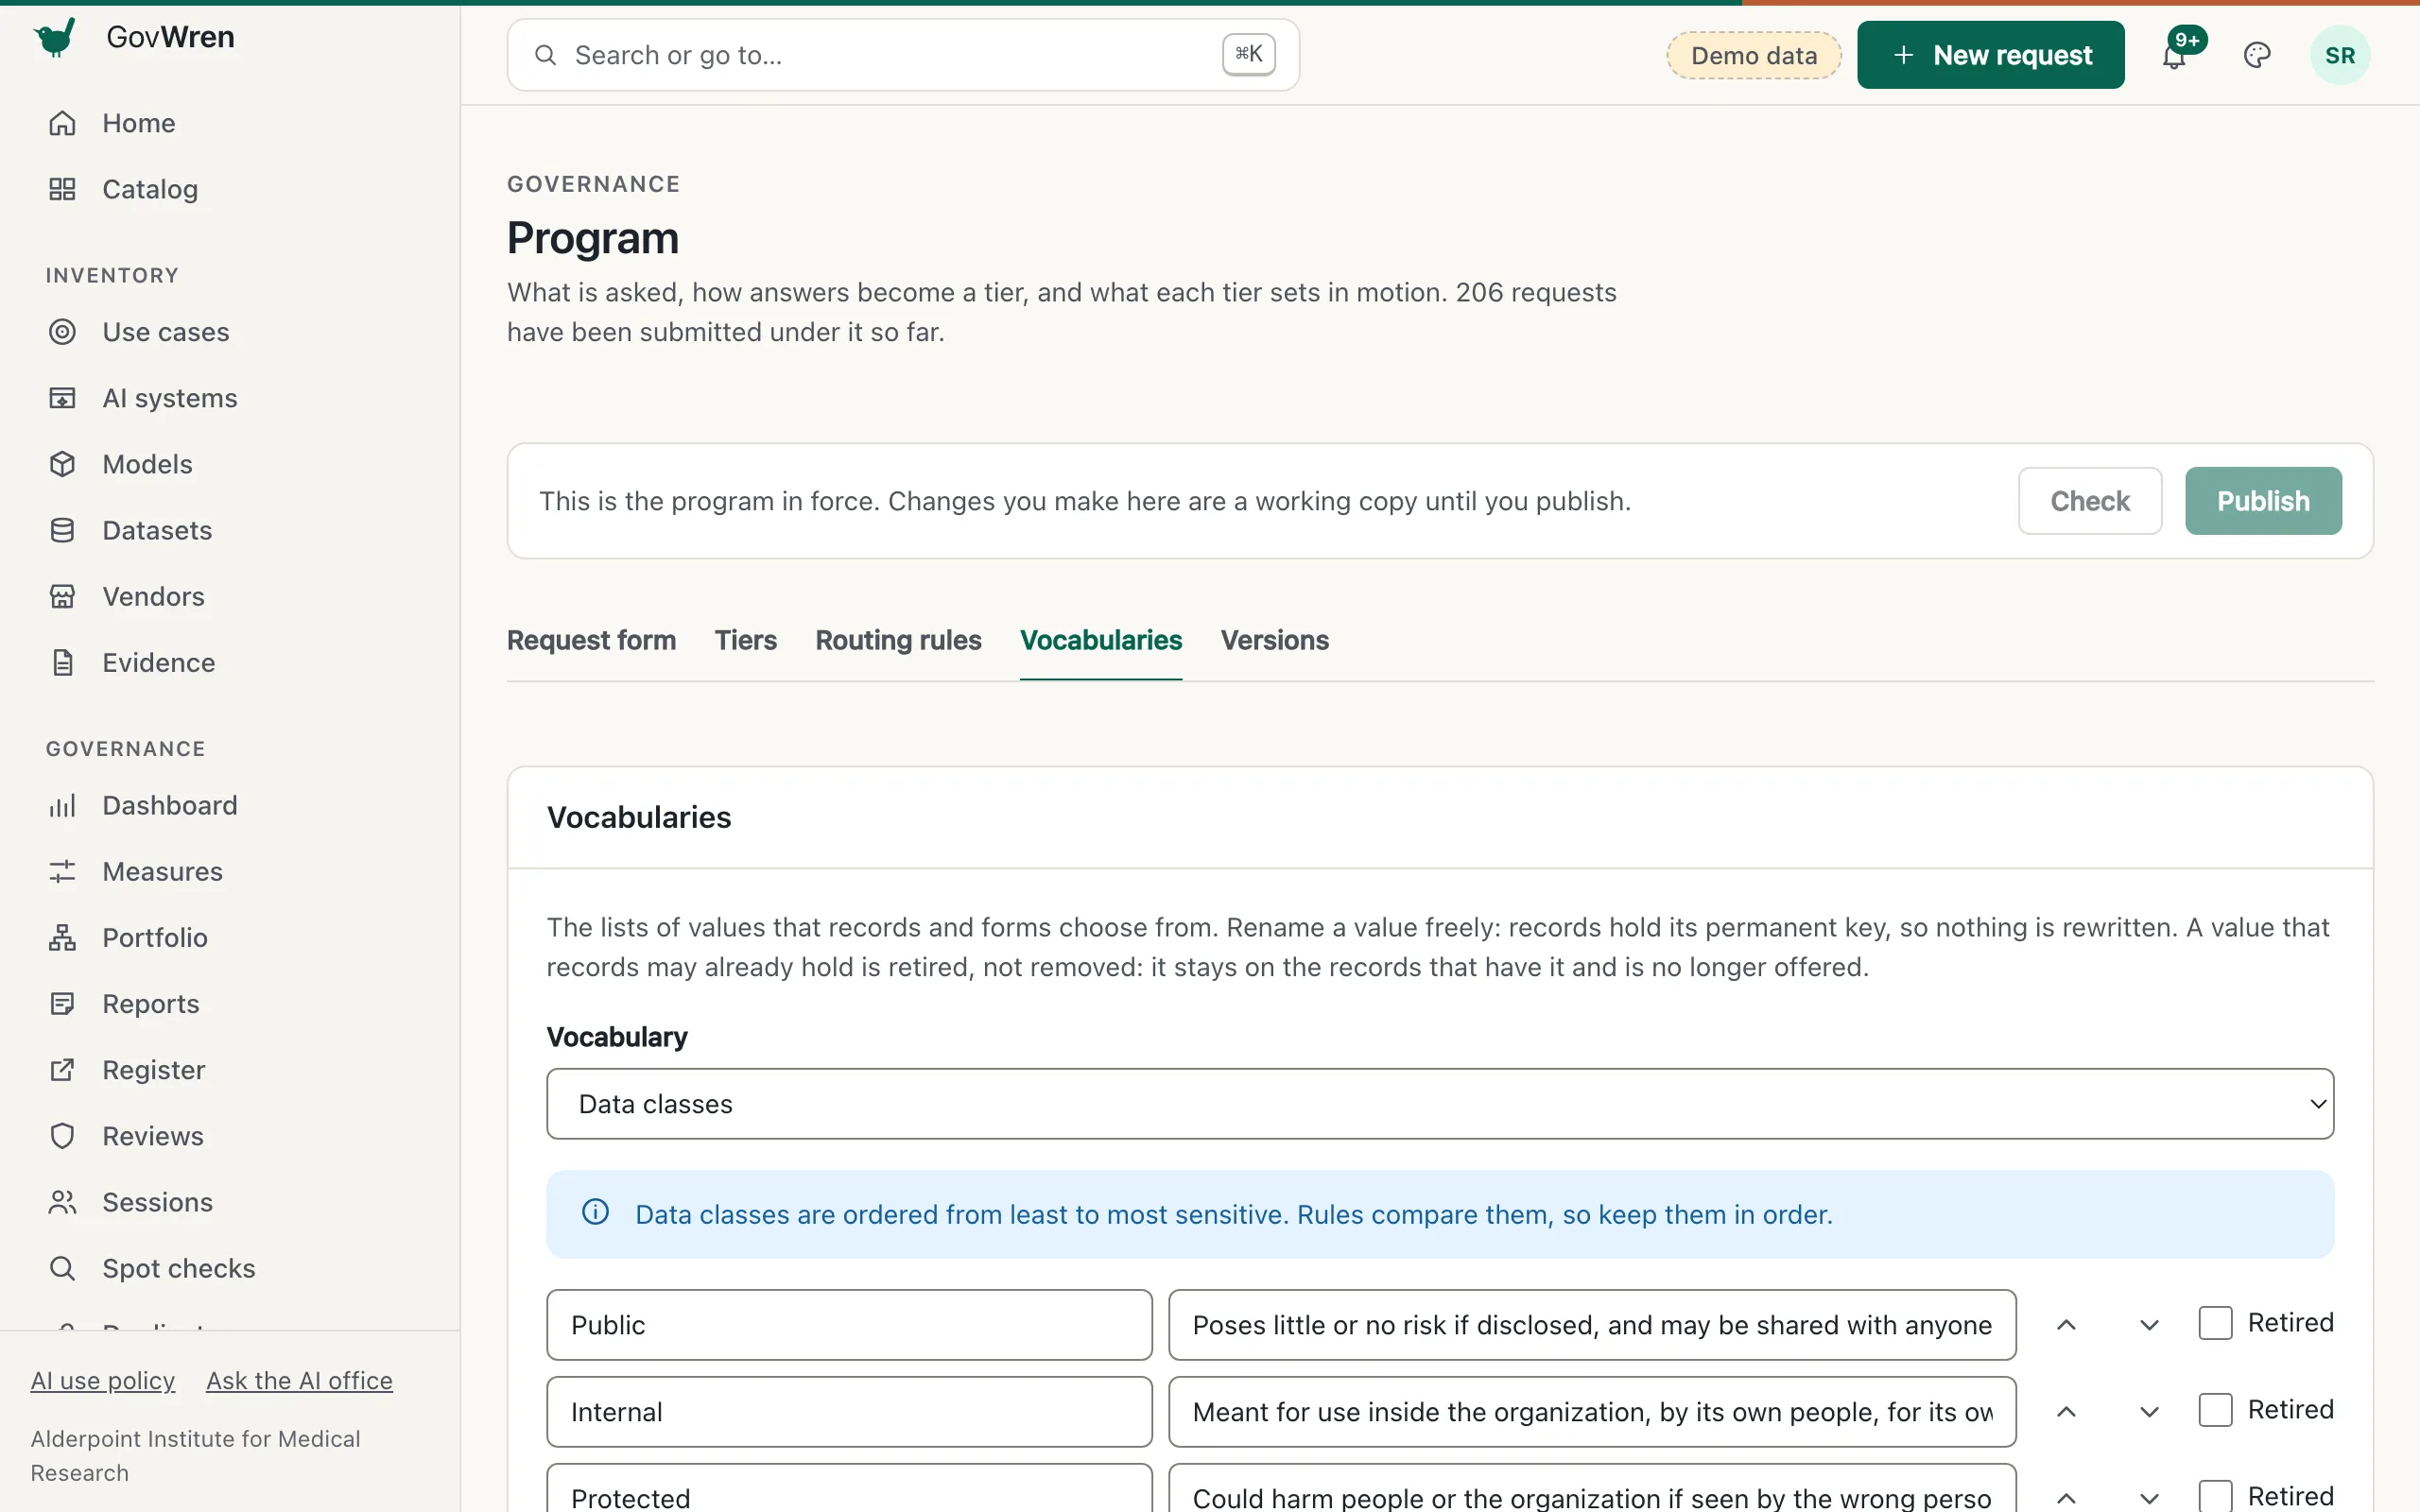 GovWren
Search or go to...
⌘K
Demo data
+ New request
9+
SR
Home
Catalog
INVENTORY
Use cases
AI systems
Models
Datasets
Vendors
Evidence
GOVERNANCE
Dashboard
Measures
Portfolio
Reports
Register
Reviews
Sessions
Spot checks
AI use policy
Ask the AI office
Alderpoint Institute for Medical
Research
GOVERNANCE
Program
What is asked, how answers become a tier, and what each tier sets in motion. 206 requests
have been submitted under it so far.
This is the program in force. Changes you make here are a working copy until you publish.
Check
Publish
Request form
Tiers
Routing rules
Vocabularies
Versions
Vocabularies
The lists of values that records and forms choose from. Rename a value freely: records hold its permanent key, so nothing is rewritten. A value that
records may already hold is retired, not removed: it stays on the records that have it and is no longer offered.
Vocabulary
Data classes
Data classes are ordered from least to most sensitive. Rules compare them, so keep them in order.
Public
Poses little or no risk if disclosed, and may be shared with anyone
Retired
Internal
Meant for use inside the organization, by its own people, for its ow
Retired
Protected
Could harm people or the organization if seen by the wrong perso
Retired